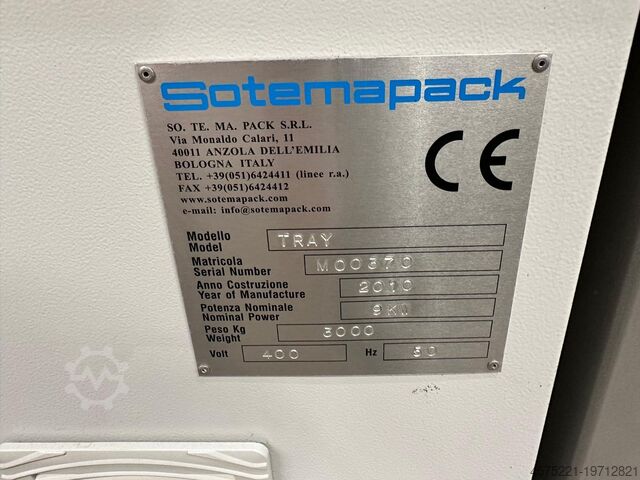 Sotemapack
SO. TE. MA. PACK S.R.L.
Via Monaldo Calari, 11
40011 ANZOLA DELL'EMILIA
BOLOGNA ITALY
TEL. +39(051)6424411 (linee r.a.)
FAX +39(051)6424412
www.sotemapack.com
e-mail: info@sotemapack.com
CE
Modello
Model
TRAY
Matricola
Serial Number
M00370
Anno Costruzione
Year of Manufacture
2010
Potenza Nominale
Nominal Power
9KW
Peso Kg
Weight
3000
Volt 400 Hz 50
4575221-19712821